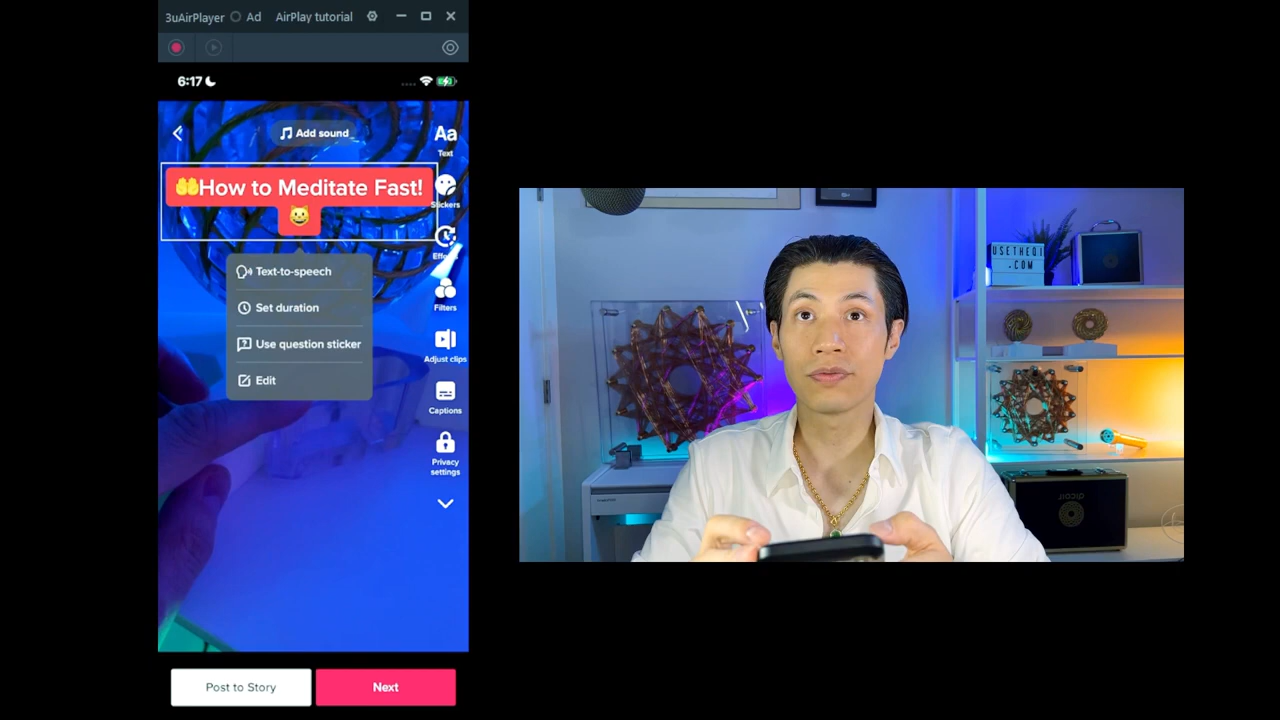 3uAirPlayer Ad AirPlay tutorial
6:17
Add sound
Aa
Text
🤲How to Meditate Fast!
😺
Stickers
Text-to-speech
Set duration
Filters
Use question sticker
Adjust clips
Edit
Captions
Privacy
settings
Post to Story
Next
USETHEQI
.COM